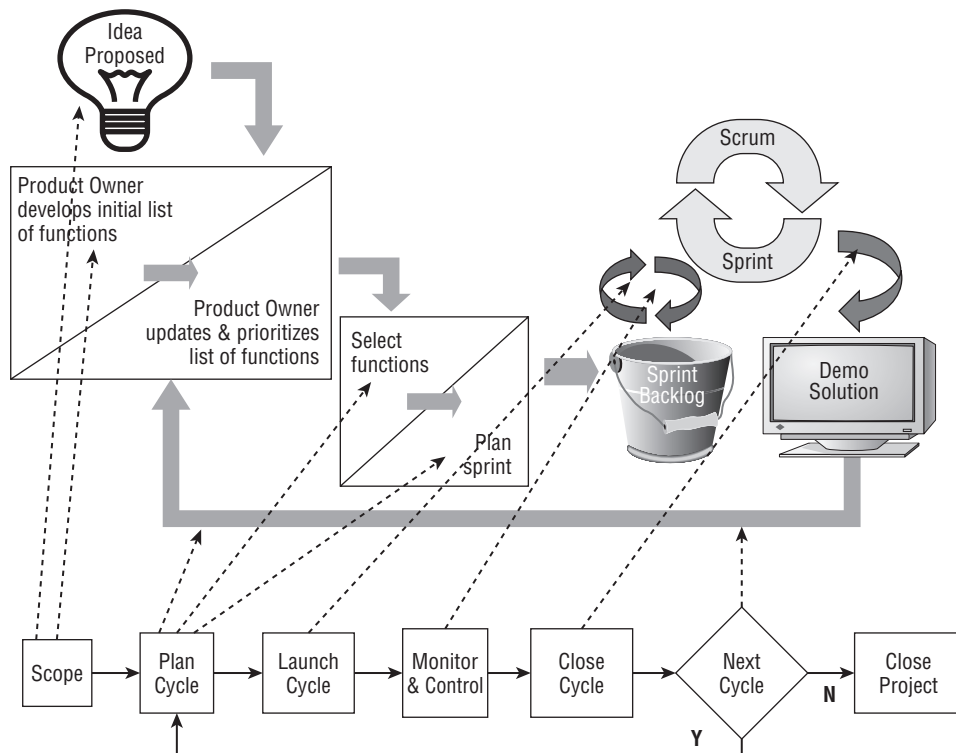 Idea
Proposed
Product Owner
develops initial list
of functions
Product Owner
updates & prioritizes
list of functions
Select
functions
Plan
sprint
Scrum
Sprint
Sprint
Backlog
Demo
Solution
Scope
Plan
Cycle
Launch
Cycle
Monitor
& Control
Close
Cycle
Next
Cycle
N
Close
Project
Y